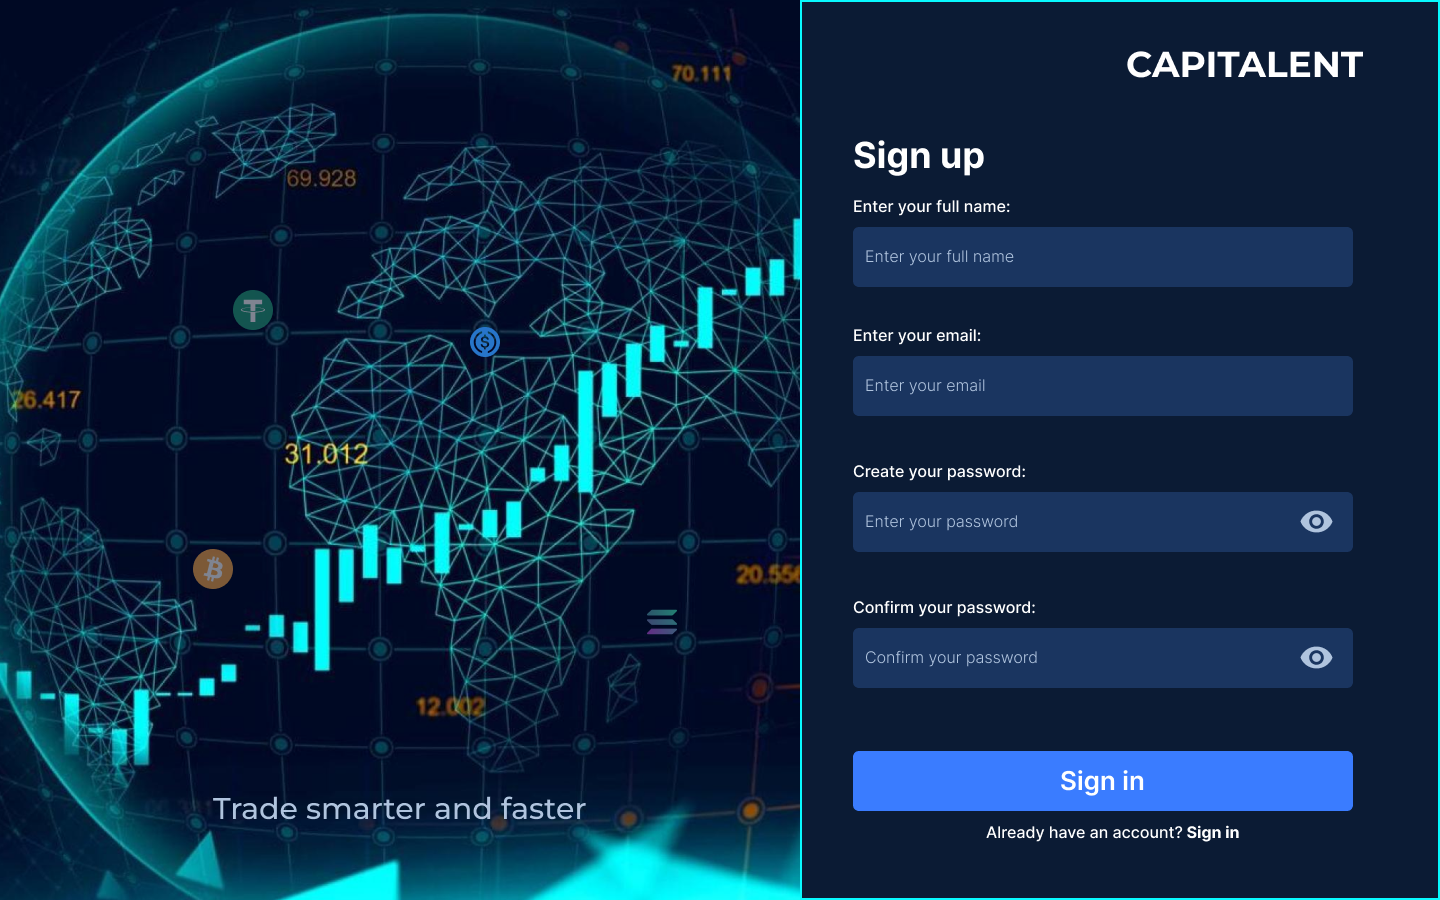 70.111
69.928
26.417
31.012
20.556
12.002
Trade smarter and faster
CAPITALENT
Sign up
Enter your full name:
Enter your full name
Enter your email:
Enter your email
Create your password:
Enter your password
Confirm your password:
Confirm your password
Sign in
Already have an account? Sign in